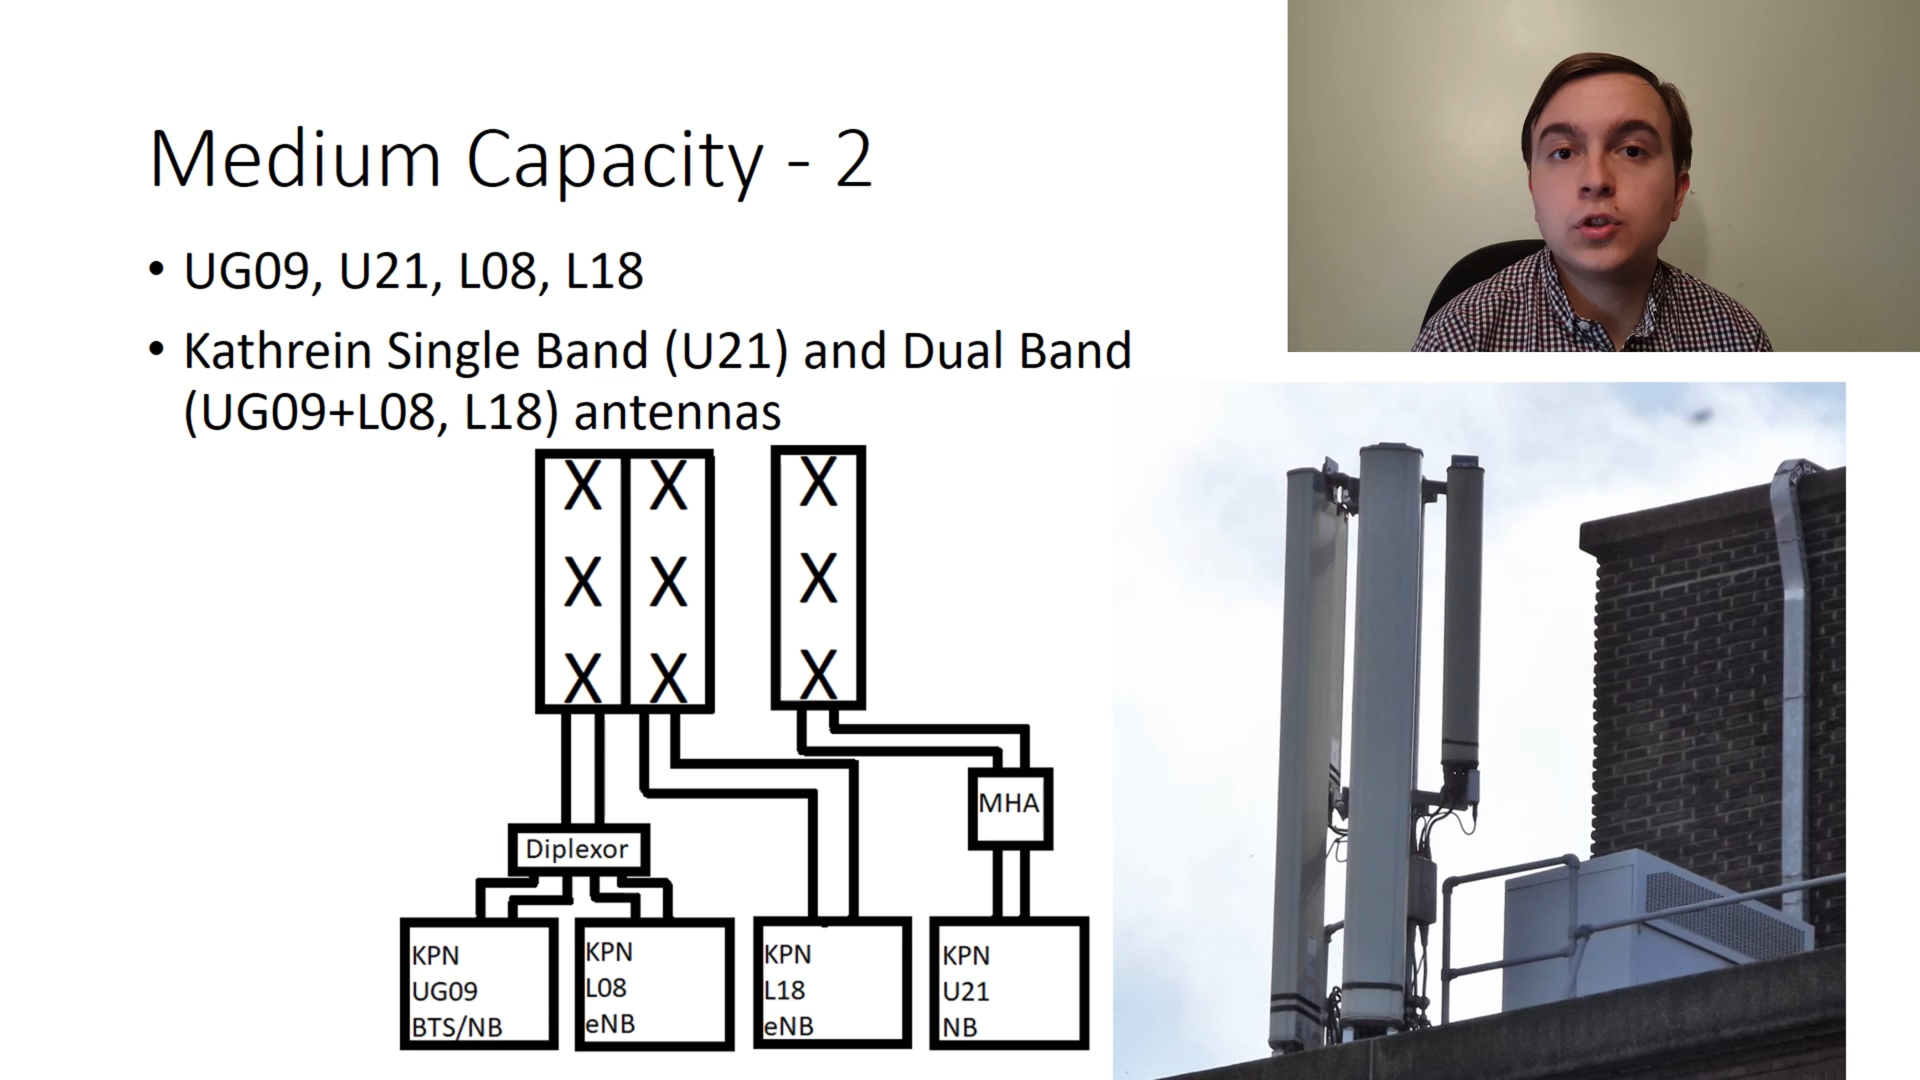 Medium Capacity - 2
• UG09, U21, L08, L18
• Kathrein Single Band (U21) and Dual Band
(UG09+L08, L18) antennas
X X X
X X X
X X X
MHA
Diplexor
KPN
UG09
BTS/NB
KPN
L08
eNB
KPN
L18
eNB
KPN
U21
NB